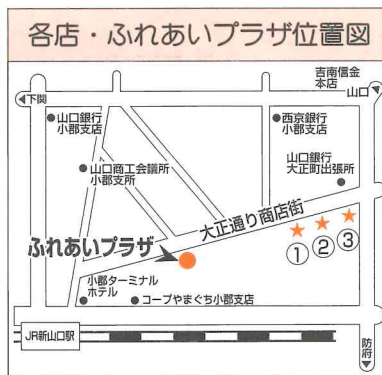 各店・ふれあいプラザ位置図
吉南信金
本店
下関
山口
山口銀行
小郡支店
西京銀行
小郡支店
山口商工会議所
小郡支所
山口銀行
大正町出張所
大正通り商店街
ふれあいプラザ
①
②
③
小郡ターミナル
ホテル
コープやまぐち小郡支店
JR新山口駅
防府